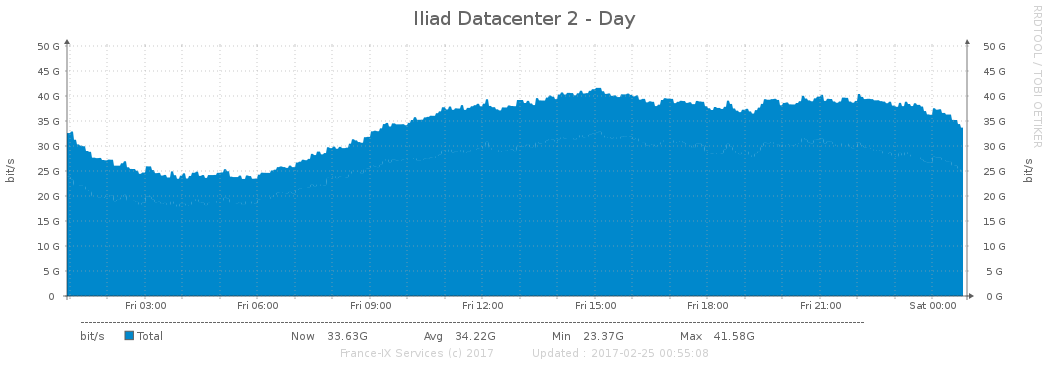 Iliad Datacenter 2 - Day
RRDTOOL / TOBI OETIKER
50 G 50 G
45 G 45 G
40 G 40 G
35 G 35 G
30 G 30 G
25 G 25 G
20 G 20 G
15 G 15 G
10 G 10 G
5 G 5 G
0 0 G
bit/s bit/s
Fri 03:00 Fri 06:00 Fri 09:00 Fri 12:00 Fri 15:00 Fri 18:00 Fri 21:00 Sat 00:00
bit/s Total Now 33.63G Avg 34.22G Min 23.37G Max 41.58G
France-IX Services (c) 2017 Updated : 2017-02-25 00:55:08